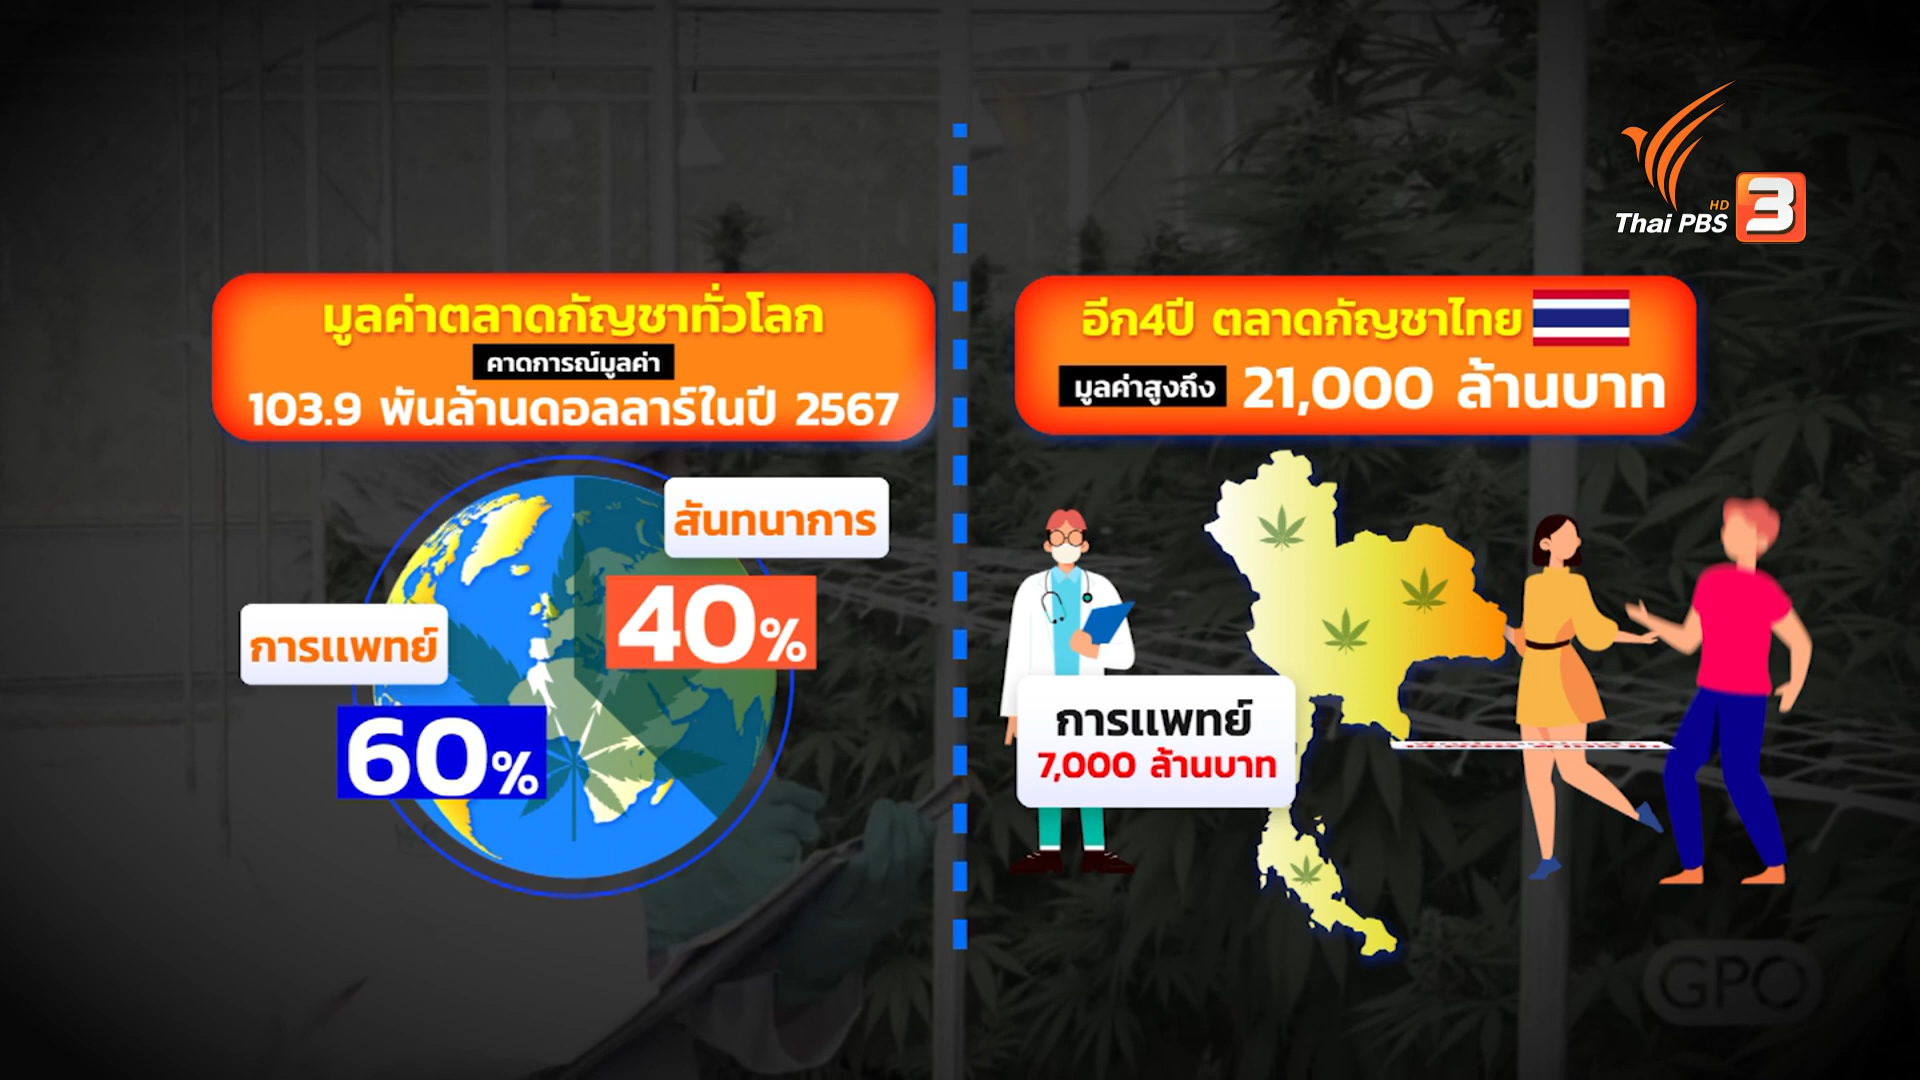 HD
Thai PBS 3
มูลค่าตลาดกัญชาทั่วโลก
คาดการณ์มูลค่า
103.9 พันล้านดอลลาร์ในปี 2567
สันทนาการ
40%
การแพทย์
60%
อีก4ปี ตลาดกัญชาไทย
มูลค่าสูงถึง 21,000 ล้านบาท
การแพทย์
7,000 ล้านบาท
GPO